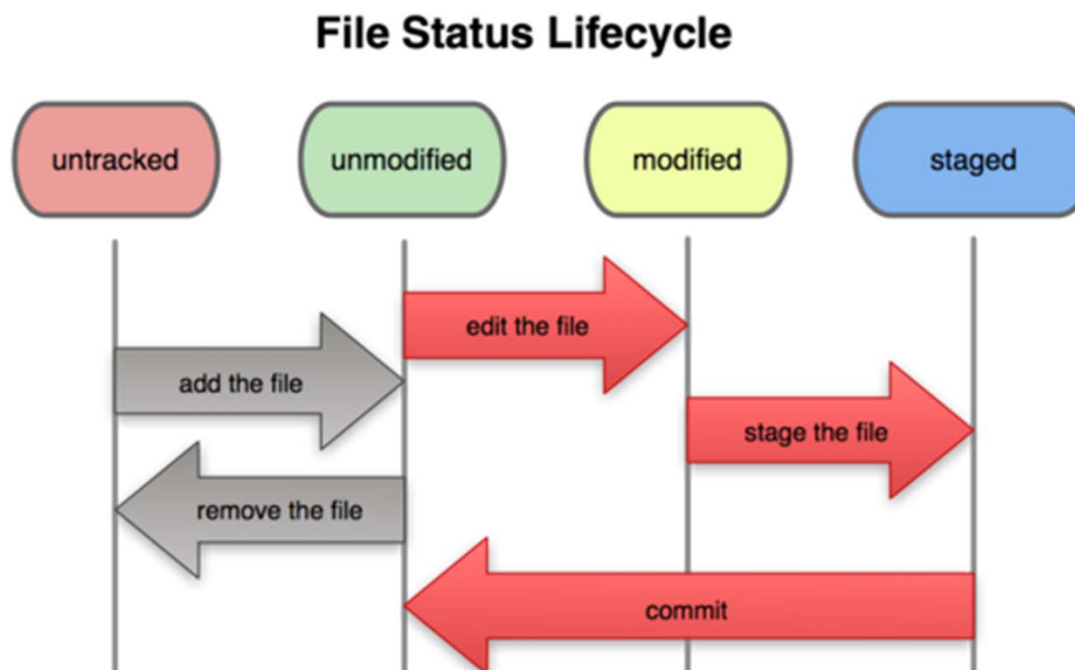 File Status Lifecycle
untracked
unmodified
modified
staged
edit the file
add the file
stage the file
remove the file
commit